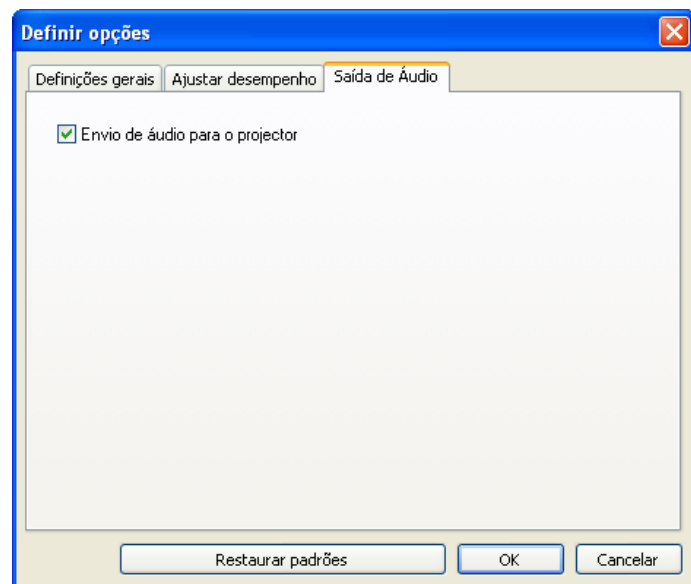 Definir opções
Definições gerais Ajustar desempenho Saída de Áudio
Envio de áudio para o projector
Restaurar padrões OK Cancelar